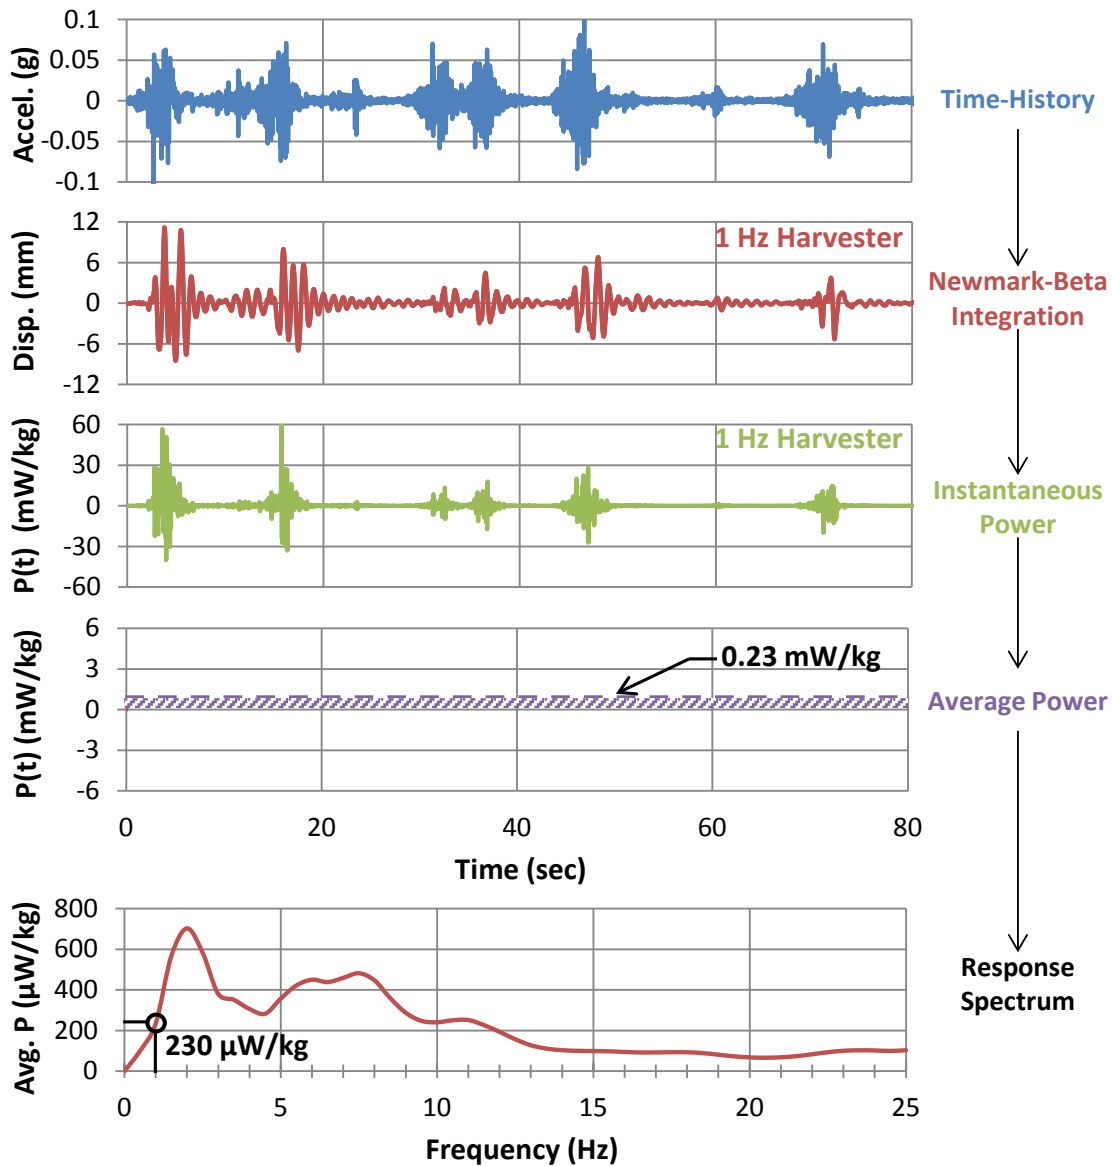 Accel. (g)
0.1
0.05
0
-0.05
-0.1
Time-History
Disp. (mm)
12
6
0
-6
-12
1 Hz Harvester
Newmark-Beta
Integration
P(t) (mW/kg)
60
30
0
-30
-60
1 Hz Harvester
Instantaneous
Power
P(t) (mW/kg)
6
3
0
-3
-6
0.23 mW/kg
Average Power
0 20 40 60 80
Time (sec)
Avg. P (µW/kg)
800
600
400
200
0
230 µW/kg
Response
Spectrum
0 5 10 15 20 25
Frequency (Hz)